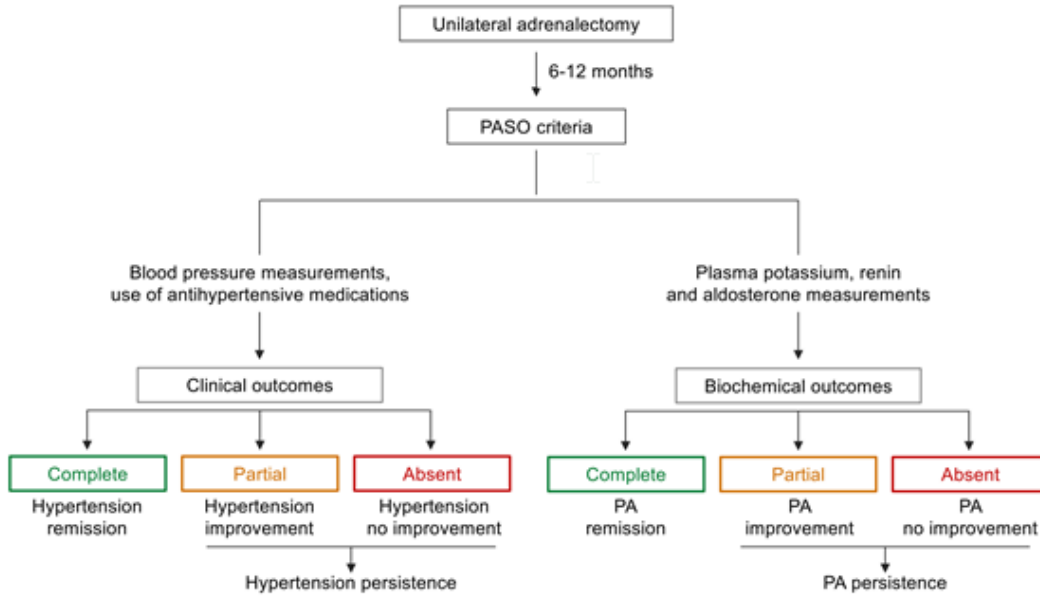 Unilateral adrenalectomy
6-12 months
PASO criteria
Blood pressure measurements,
use of antihypertensive medications
Plasma potassium, renin
and aldosterone measurements
Clinical outcomes
Biochemical outcomes
Complete
Partial
Absent
Complete
Partial
Absent
Hypertension
remission
Hypertension
improvement
Hypertension
no improvement
PA
remission
PA
improvement
PA
no improvement
Hypertension persistence
PA persistence